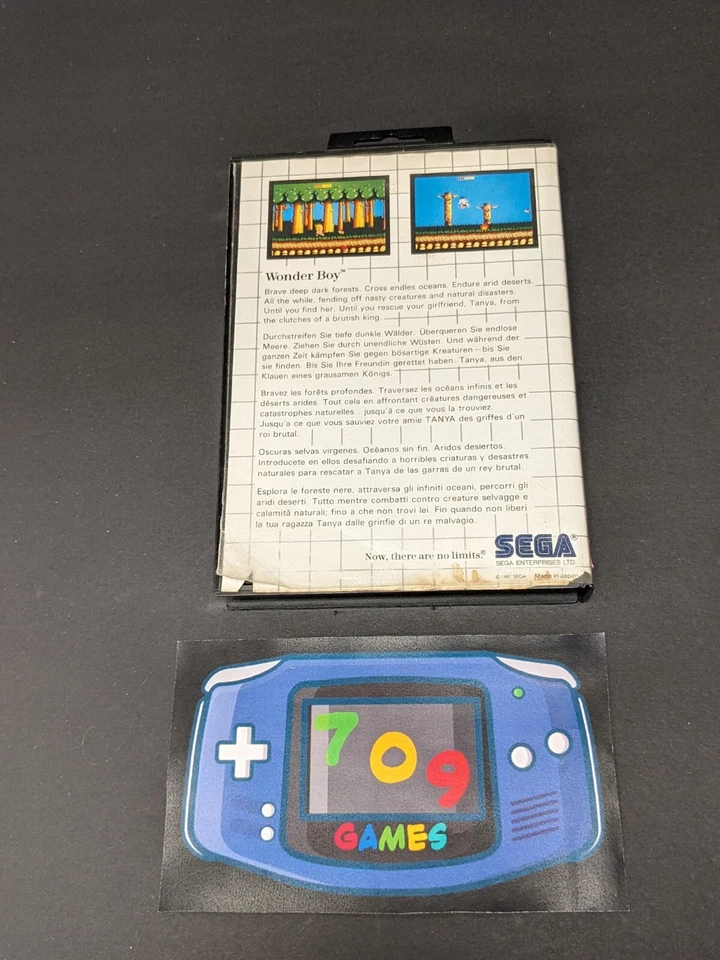 Wonder Boy™
Brave deep dark forests. Cross endles oceans. Endure arid deserts.
All the while, fending off nasty creatures and natural disasters.
Until you find her. Until you rescue your girlfriend, Tanya, from
the clutches of a brutish king.
Durchstreifen Sie tiefe dunkle Wälder. Überqueren Sie endlose
Meere. Ziehen Sie durch unendliche Wüsten. Und während der
ganzen Zeit kämpfen Sie gegen bösartige Kreaturen—bis Sie
sie finden. Bis Sie Ihre Freundin gerettet haben. Tanya, aus den
Klauen eines grausamen Königs.
Bravez les forêts profondes. Traversez les océans infinis et les
déserts arides. Tout cela en affrontant créatures dangereuses et
catastrophes naturelles... jusqu'à ce que vous la trouviez.
Jusqu'a ce que vous sauviez votre amie TANYA des griffes d'un
roi brutal.
Oscuras selvas virgenes. Océanos sin fin. Aridos desiertos.
Introducete en ellos desafiando a horribles criaturas y desastres
naturales para rescatar a Tanya de las garras de un rey brutal.
Esplora le foreste nere, attraversa gli infiniti oceani, percorri gli
aridi deserti. Tutto mentre combatti contro creature selvagge e
calamità naturali; fino a che non trovi lei. Fin quando non liberi
la tua ragazza Tanya dalle grinfie di un re malvagio.
Now, there are no limits.®
SEGA®
SEGA ENTERPRISES LTD.
© 1987 SEGA Made in Japan
709
GAMES